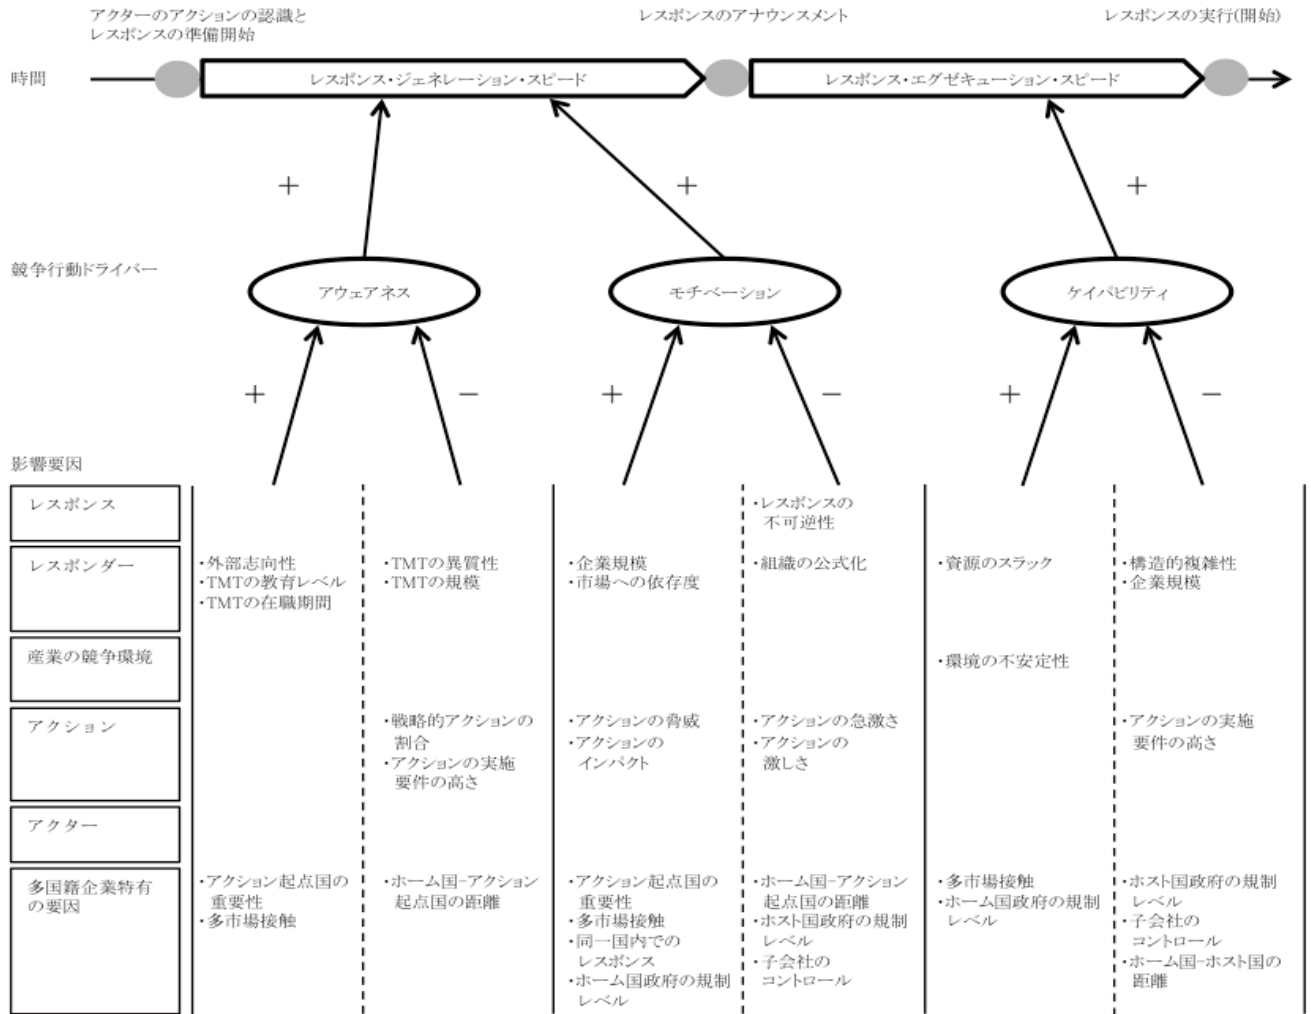 アクターのアクションの認識と
レスポンスの準備開始
レスポンスのアナウンスメント
レスポンスの実行(開始)
時間
レスポンス・ジェネレーション・スピード
レスポンス・エグゼキューション・スピード
+
+
+
競争行動ドライバー
アウェアネス
モチベーション
ケイパビリティ
+
−
+
−
+
−
影響要因
レスポンス
・レスポンスの
不可逆性
レスポンダー
・外部志向性
・TMTの教育レベル
・TMTの在職期間
・TMTの異質性
・TMTの規模
・企業規模
・市場への依存度
・組織の公式化
・資源のスラック
・構造的複雑性
・企業規模
産業の競争環境
・環境の不安定性
アクション
・戦略的アクションの
割合
・アクションの実施
要件の高さ
・アクションの脅威
・アクションの
インパクト
・アクションの急激さ
・アクションの
激しさ
・アクションの実施
要件の高さ
アクター
多国籍企業特有
の要因
・アクション起点国の
重要性
・多市場接触
・ホーム国-アクション
起点国の距離
・アクション起点国の
重要性
・多市場接触
・同一国内での
レスポンス
・ホーム国政府の規制
レベル
・ホーム国-アクション
起点国の距離
・ホスト国政府の規制
レベル
・子会社の
コントロール
・多市場接触
・ホーム国政府の規制
レベル
・ホスト国政府の規制
レベル
・子会社の
コントロール
・ホーム国-ホスト国の
距離